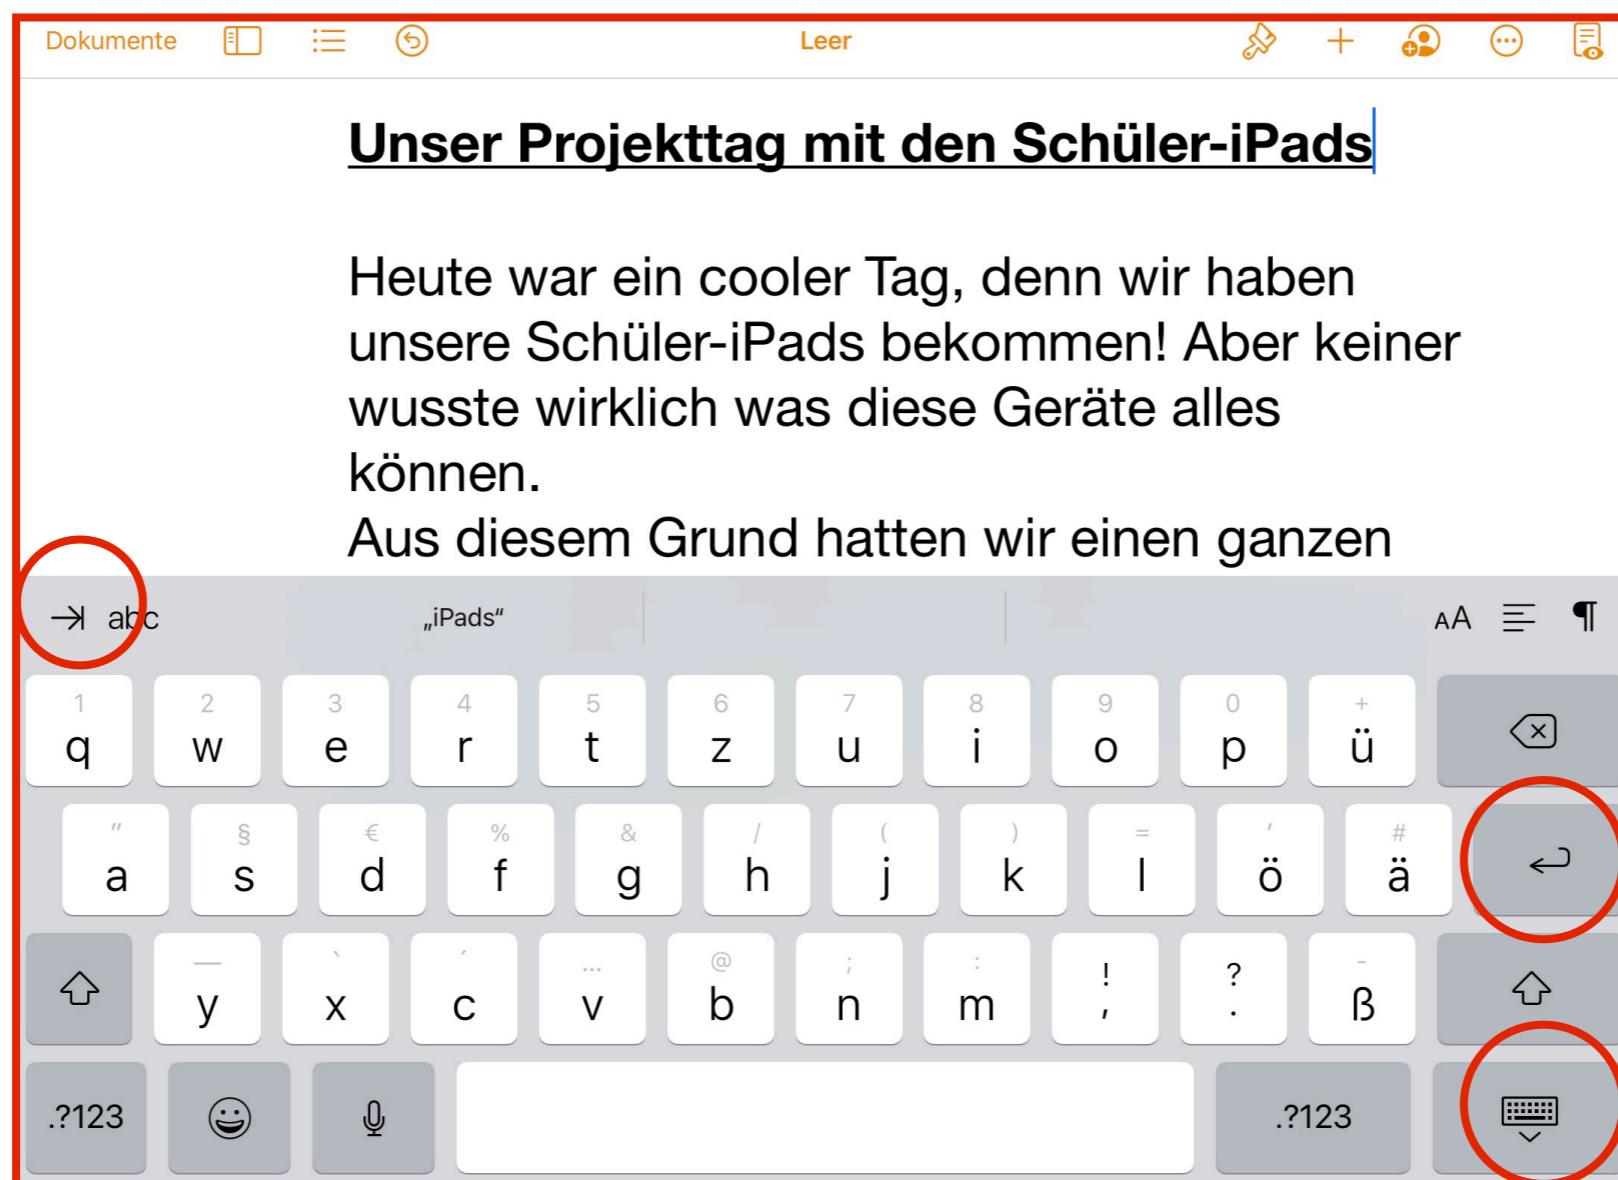 Dokumente Leer
Unser Projekttag mit den Schüler-iPads
Heute war ein cooler Tag, denn wir haben
unsere Schüler-iPads bekommen! Aber keiner
wusste wirklich was diese Geräte alles
können.
Aus diesem Grund hatten wir einen ganzen
abc „iPads“ AA ¶
1 2 3 4 5 6 7 8 9 0 +
q w e r t z u i o p ü
" § € % & / ( ) = ' #
a s d f g h j k l ö ä
— ` ´ ... @ ; : ! ? -
y x c v b n m , . ß
.?123 .?123